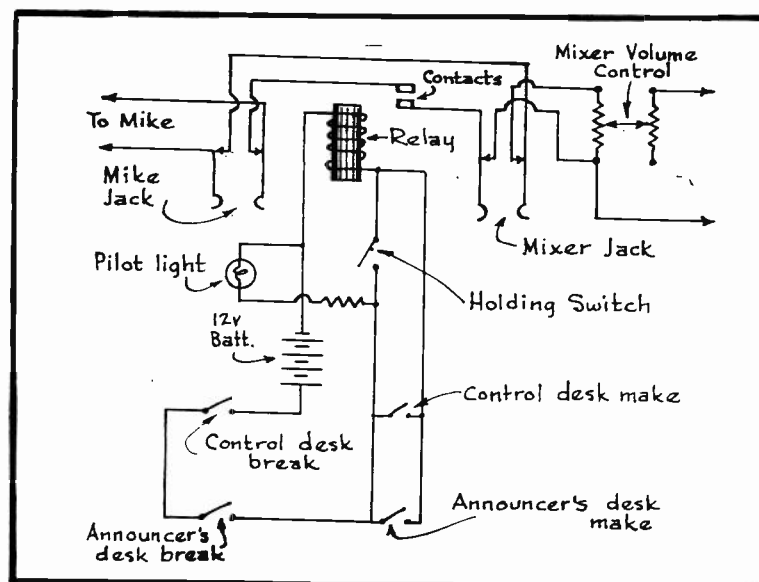 Mixer Volume
Control
Contacts
To Mike
Relay
Mike
Jack
Mixer Jack
Pilot light
Holding Switch
12v
Batt.
Control desk make
Control desk
break
Announcer's desk
make
Announcer's
desk break